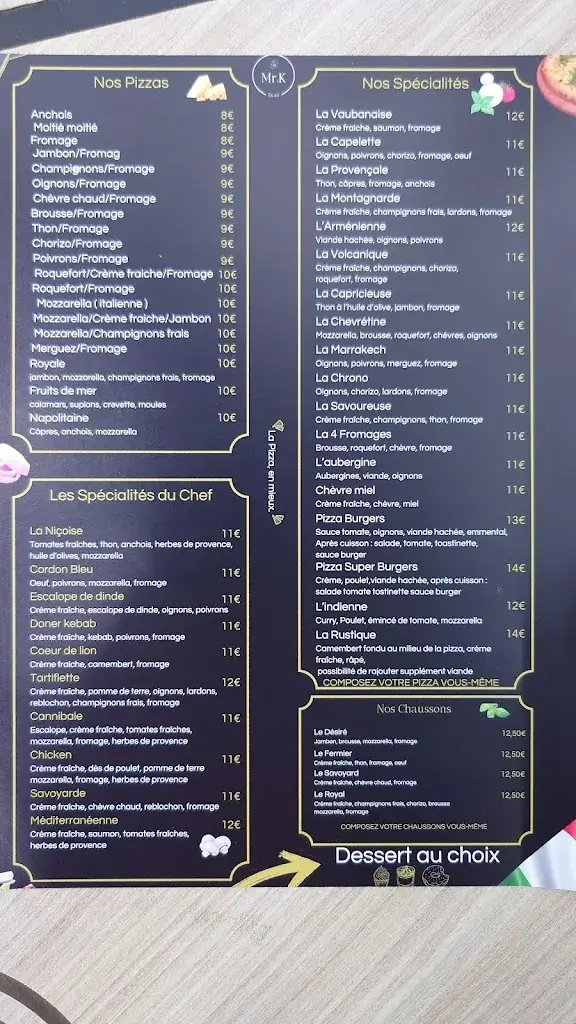 Nos Pizzas
Anchois 8€
Moitié moitié 8€
Fromage 8€
Jambon/Fromag 9€
Champignons/Fromage 9€
Oignons/Fromage 9€
Chèvre chaud/Fromage 9€
Brousse/Fromage 9€
Thon/Fromage 9€
Chorizo/Fromage 9€
Poivrons/Fromage 9€
Roquefort/Crème fraîche/Fromage 10€
Roquefort/Fromage 10€
Mozzarella ( italienne ) 10€
Mozzarella/Crème fraîche/Jambon 10€
Mozzarella/Champignons frais 10€
Merguez/Fromage 10€
Royale 10€
jambon, mozzarella, champignons frais, fromage
Fruits de mer 10€
calamars, supions, crevette, moules
Napolitaine 10€
Câpres, anchois, mozzarella
Les Spécialités du Chef
La Niçoise 11€
Tomates fraîches, thon, anchois, herbes de provence,
huile d'olives, mozzarella
Cordon Bleu 11€
Oeuf, poivrons, mozzarella, fromage
Escalope de dinde 11€
Crème fraîche, escalope de dinde, oignons, poivrons
Doner kebab 11€
Crème fraîche, kebab, poivrons, fromage
Coeur de lion 11€
Crème fraîche, camembert, fromage
Tartiflette 12€
Crème fraîche, pomme de terre, oignons, lardons,
reblochon, champignons frais, fromage
Cannibale 11€
Escalope, crème fraîche, tomates fraîches,
mozzarella, fromage, herbes de provence
Chicken 11€
Crème fraîche, dés de poulet, pomme de terre
mozzarella, fromage, herbes de provence
Savoyarde 11€
Crème fraîche, chèvre chaud, reblochon, fromage
Méditerranéenne 12€
Crème fraîche, saumon, tomates fraîches,
herbes de provence
Mr.K
La Pizza, en mieux
Nos Spécialités
La Vaubanaise 12€
Crème fraîche, saumon, fromage
La Capelette 11€
Oignons, poivrons, chorizo, fromage, oeuf
La Provençale 11€
Thon, câpres, fromage, anchois
La Montagnarde 11€
Crème fraîche, champignons frais, lardons, fromage
L'Arménienne 12€
Viande hachée, oignons, poivrons
La Volcanique 11€
Crème fraîche, champignons, chorizo,
roquefort, fromage
La Capricieuse 11€
Thon à l'huile d'olive, jambon, fromage
La Chevrétine 11€
Mozzarella, brousse, roquefort, chèvres, oignons
La Marrakech 11€
Oignons, poivrons, merguez, fromage
La Chrono 11€
Oignons, chorizo, lardons, fromage
La Savoureuse 11€
Crème fraîche, champignons, thon, fromage
La 4 Fromages 11€
Brousse, roquefort, chèvre, fromage
L'aubergine 11€
Aubergines, viande, oignons
Chèvre miel 11€
Crème fraîche, chèvre, miel
Pizza Burgers 13€
Sauce tomate, oignons, viande hachée, emmental,
Après cuisson : salade, tomate, toastinette,
sauce burger
Pizza Super Burgers 14€
Crème, poulet,viande hachée, après cuisson :
salade tomate tostinette sauce burger
L'indienne 12€
Curry, Poulet, émincé de tomate, mozzarella
La Rustique 14€
Camembert fondu au milieu de la pizza, crème
fraîche, râpé,
possibilité de rajouter supplément viande
COMPOSEZ VOTRE PIZZA VOUS-MÊME
Nos Chaussons
Le Désiré 12,50€
Jambon, brousse, mozzarella, fromage
Le Fermier 12,50€
Crème fraîche, thon, fromage, oeuf
Le Savoyard 12,50€
Crème fraîche, chèvre chaud, fromage
Le Royal 12,50€
Crème fraîche, champignons frais, chorizo, brousse
mozzarella, fromage
COMPOSEZ VOTRE CHAUSSONS VOUS-MÊME
Dessert au choix